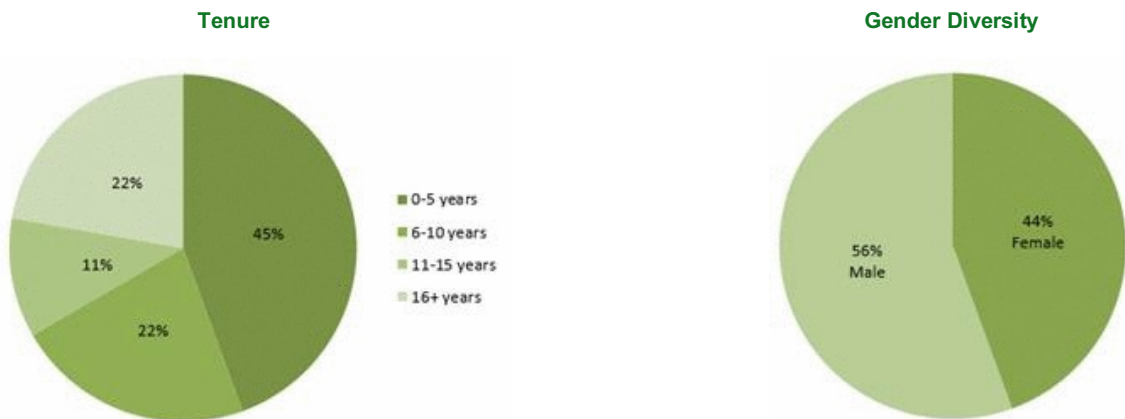 Tenure
22%
45%
11%
22%
0-5 years
6-10 years
11-15 years
16+ years
Gender Diversity
44%
Female
56%
Male